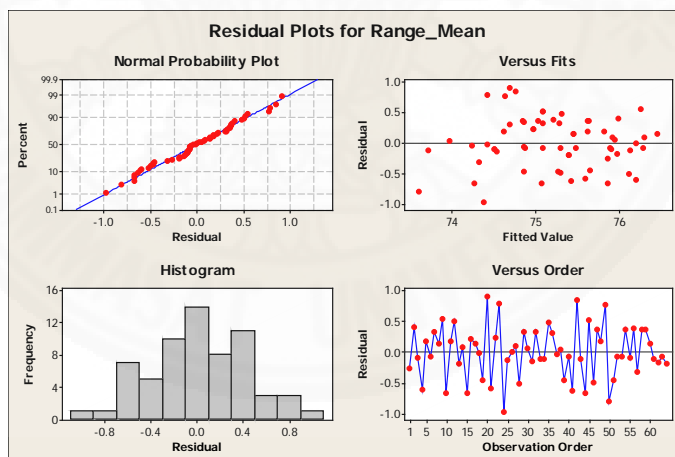 Residual Plots for Range_Mean
Normal Probability Plot
99.9
99
90
50
10
1
0.1
Percent
-1.0
-0.5
0.0
0.5
1.0
Residual
Versus Fits
1.0
0.5
0.0
-0.5
-1.0
Residual
74
75
76
Fitted Value
Histogram
16
12
8
4
0
Frequency
-0.8
-0.4
0.0
0.4
0.8
Residual
Versus Order
1.0
0.5
0.0
-0.5
-1.0
Residual
1 5 10 15 20 25 30 35 40 45 50 55 60
Observation Order